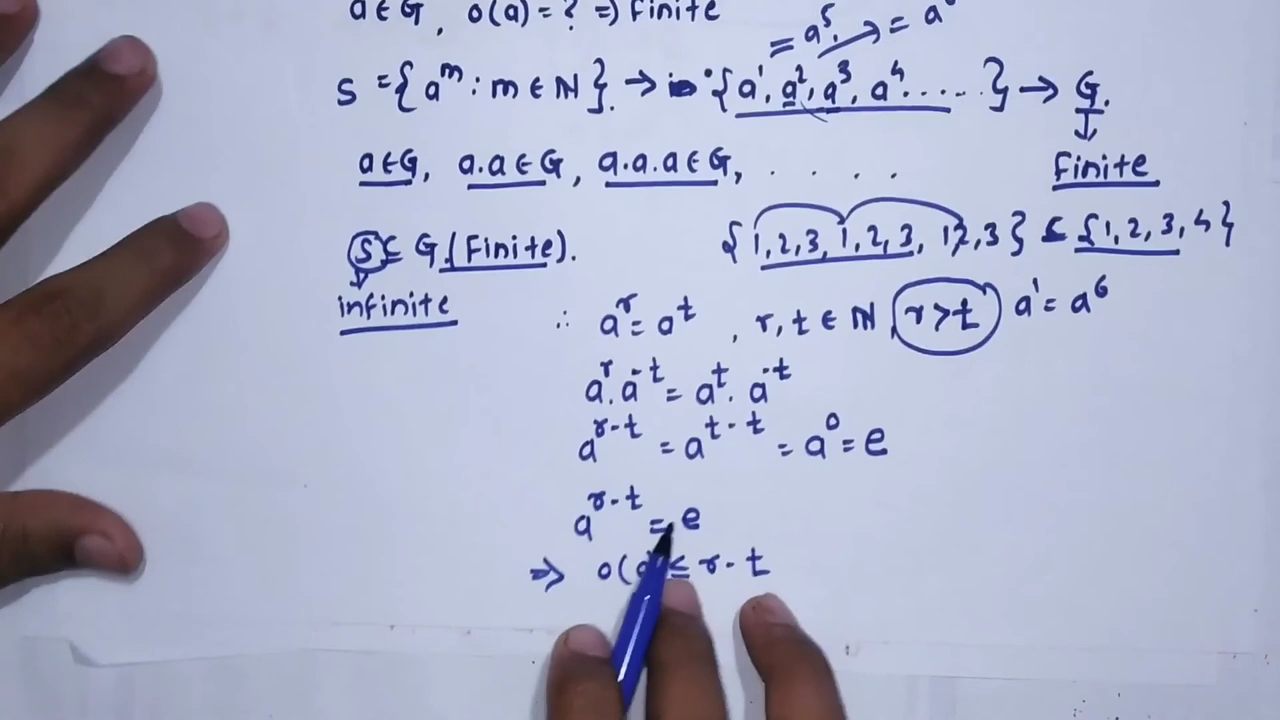 a ∈ G, o(a) = ? ⇒ Finite
= a⁵. → = a
S = {aᵐ : m ∈ ℕ}. → {a¹, a², a³, a⁴ . . . . . .} → G.
↓
Finite
a ∈ G, a.a ∈ G, a.a.a ∈ G, . . . .
S ⊆ G (Finite).
{1,2,3, 1,2,3, 1,2,3} ⊆ {1,2,3,4}
↓
infinite
∴ aʳ = aᵗ , r, t ∈ ℕ, r>t a¹ = a⁶
aʳ . a⁻ᵗ = aᵗ . a⁻ᵗ
aʳ⁻ᵗ = aᵗ⁻ᵗ = a⁰ = e
aʳ⁻ᵗ = e
⇒ o(a) ≤ r - t